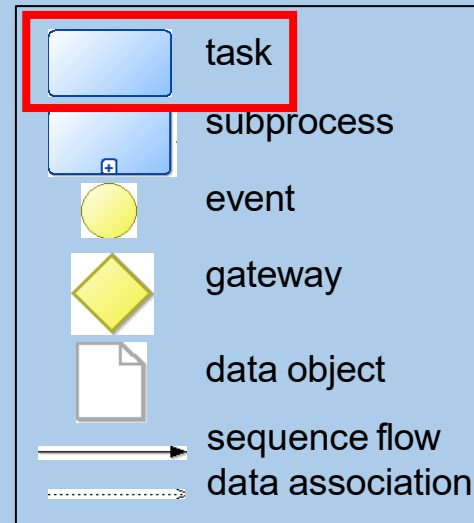 task
subprocess
event
gateway
data object
sequence flow
data association